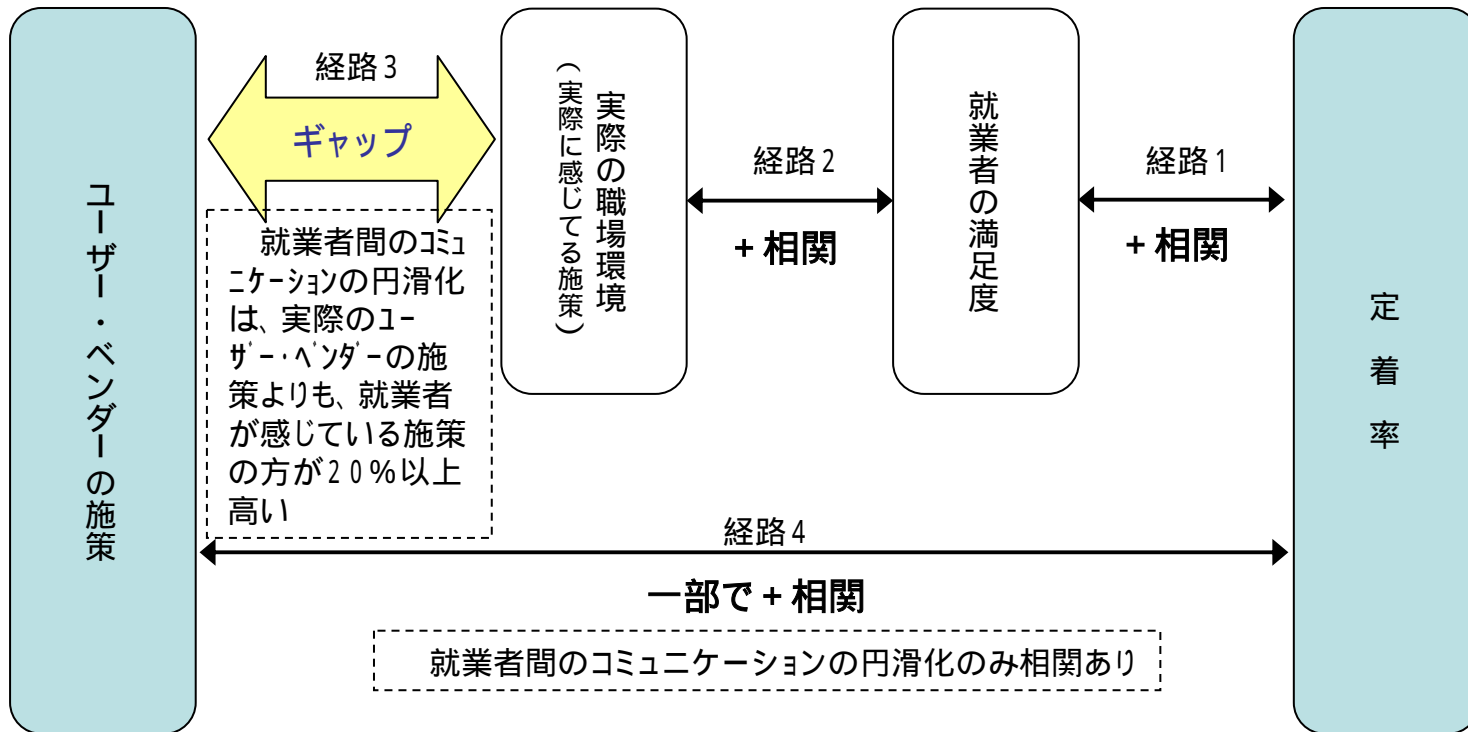 ユーザー・ベンダーの施策
経路3
ギャップ
就業者間のｺﾐｭ
ﾆｹｰｼｮﾝの円滑化
は、実際のﾕｰ
ｻﾞｰ・ﾍﾞﾝﾀﾞｰの施
策よりも、就業者
が感じている施策
の方が20%以上
高い
実際の職場環境
(実際に感じてる施策)
経路2
+相関
就業者の満足度
経路1
+相関
定着率
経路4
一部で+相関
就業者間のコミュニケーションの円滑化のみ相関あり